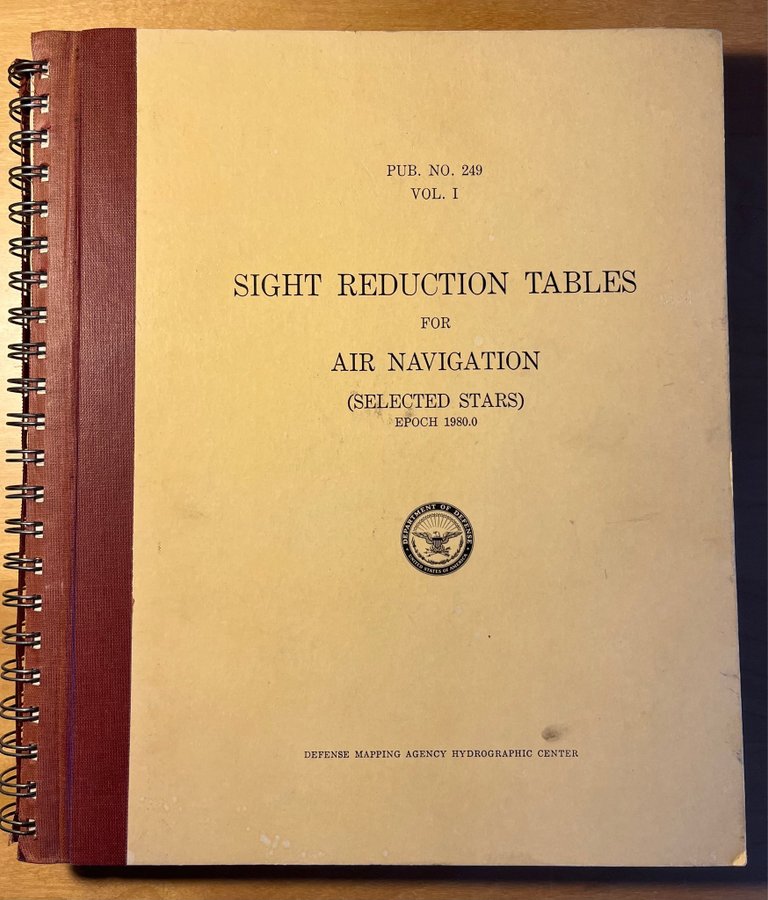 PUB. NO. 249
VOL. I
SIGHT REDUCTION TABLES
FOR
AIR NAVIGATION
(SELECTED STARS)
EPOCH 1980.0
DEPARTMENT OF DEFENSE
UNITED STATES OF AMERICA
DEFENSE MAPPING AGENCY HYDROGRAPHIC CENTER